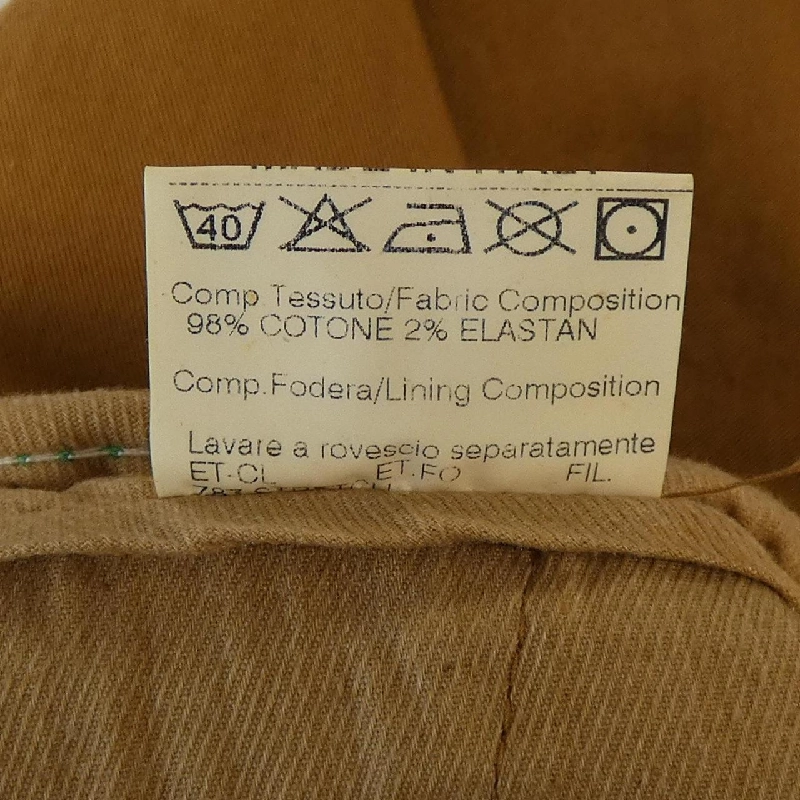 40
Comp Tessuto/Fabric Composition
98% COTONE 2% ELASTAN
Comp.Fodera/Lining Composition
Lavare a rovescio separatamente
ET-CL ET.FO FIL.